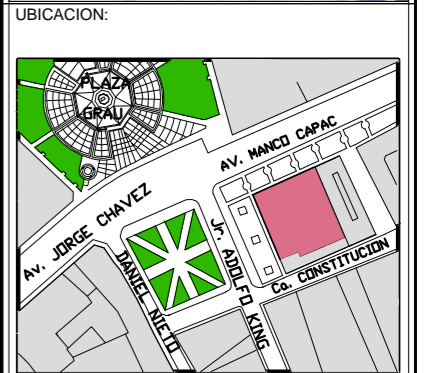 UBICACION:
PLAZA
GRAU
AV. MANCO CAPAC
Av. JORGE CHAVEZ
DANIEL NIETO
Jr. ADOLFO KING
Ca. CONSTITUCION